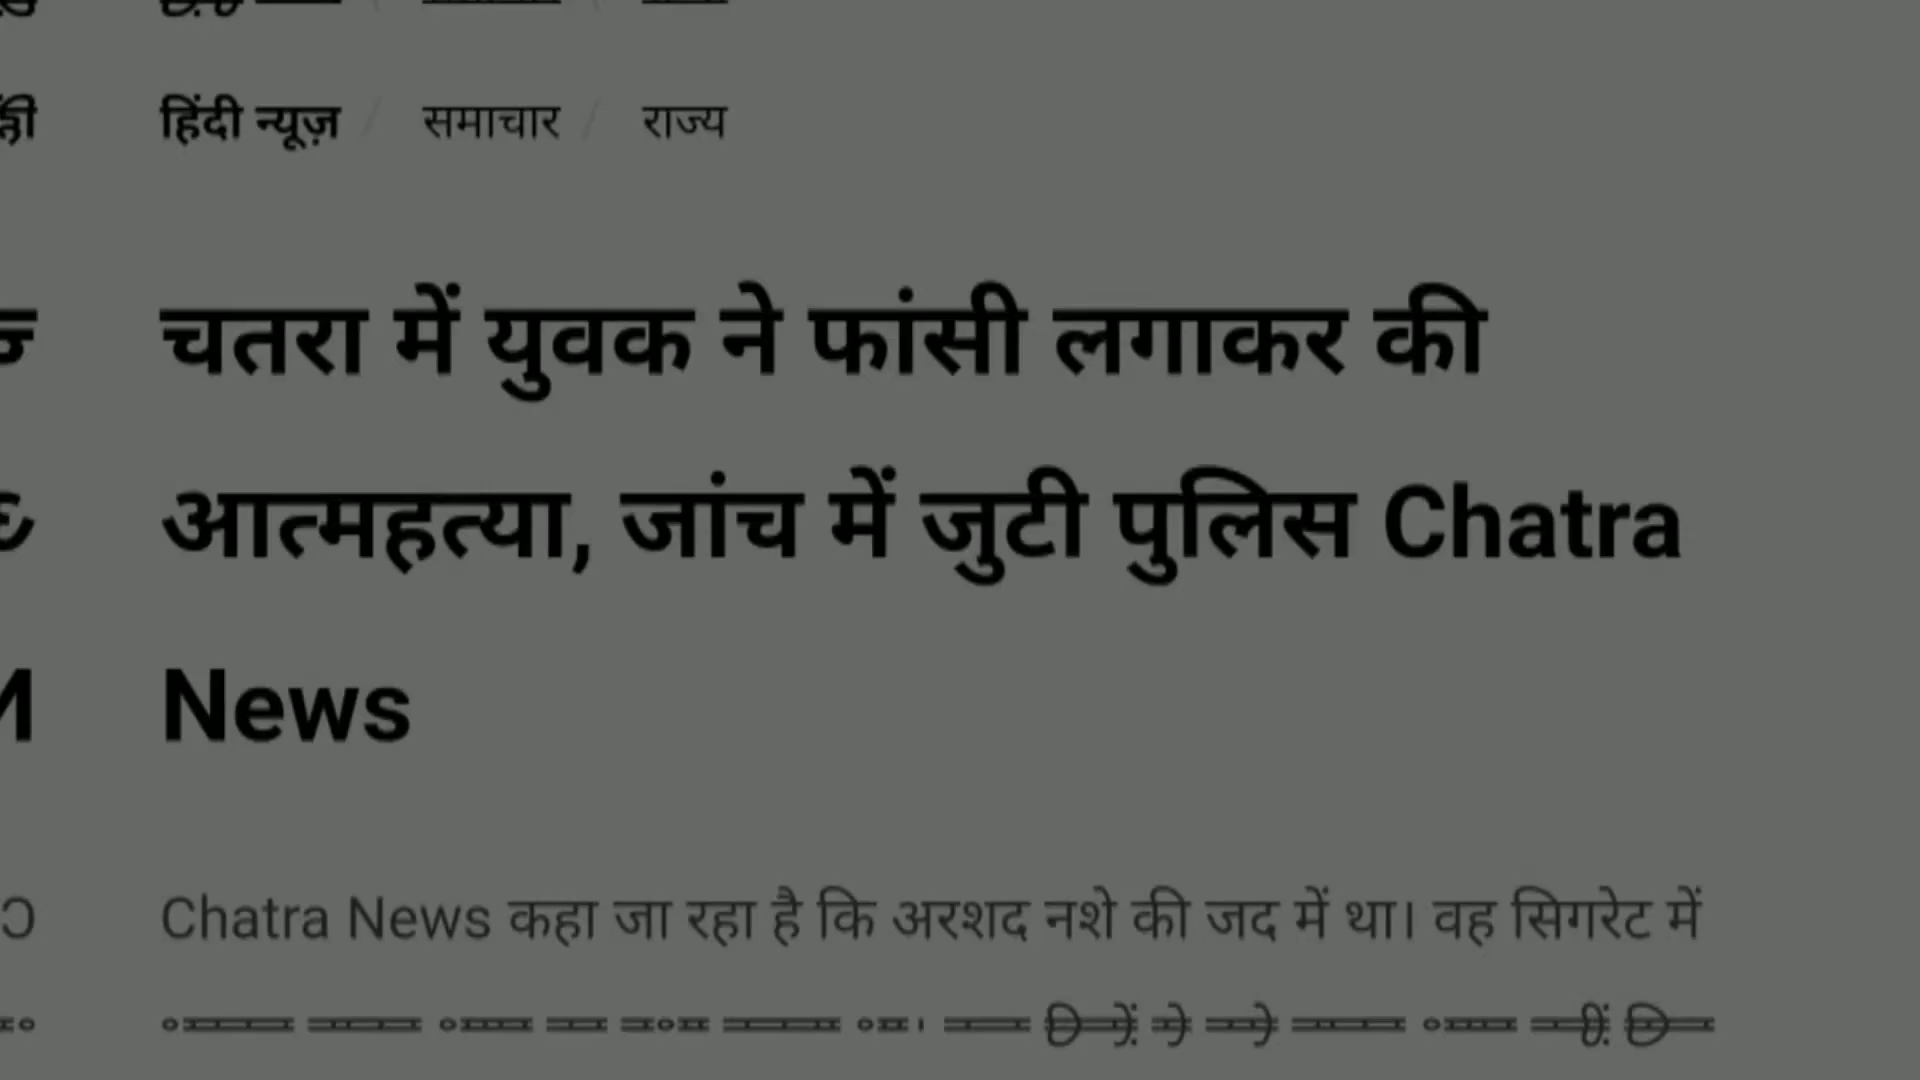 हिंदी न्यूज़ / समाचार / राज्य
चतरा में युवक ने फांसी लगाकर की
आत्महत्या, जांच में जुटी पुलिस Chatra
News
Chatra News कहा जा रहा है कि अरशद नशे की जद में था। वह सिगरेट में